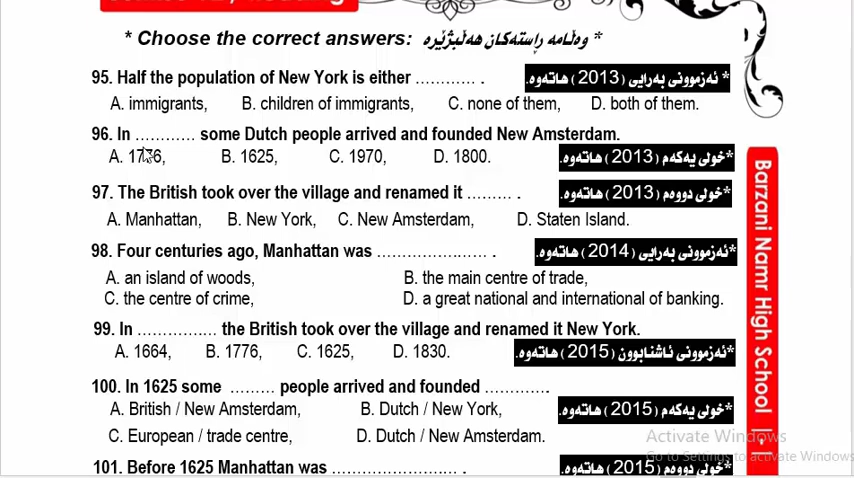 * Choose the correct answers: وەڵامە ڕاستەکان هەڵبژێرە *
95. Half the population of New York is either ………… . * ئەزموونی بەرایی (2013) هاتەوە.
A. immigrants, B. children of immigrants, C. none of them, D. both of them.
96. In ………… some Dutch people arrived and founded New Amsterdam.
A. 1776, B. 1625, C. 1970, D. 1800. *خولی یەکەم (2013) هاتەوە.
97. The British took over the village and renamed it ……… . *خولی دووەم (2013) هاتەوە.
A. Manhattan, B. New York, C. New Amsterdam, D. Staten Island.
98. Four centuries ago, Manhattan was …………………. . *ئەزموونی بەرایی (2014) هاتەوە.
A. an island of woods, B. the main centre of trade,
C. the centre of crime, D. a great national and international of banking.
99. In ……………. the British took over the village and renamed it New York.
A. 1664, B. 1776, C. 1625, D. 1830. *ئەزموونی ئاشنابوون (2015) هاتەوە.
100. In 1625 some ……… people arrived and founded ………….
A. British / New Amsterdam, B. Dutch / New York, *خولی یەکەم (2015) هاتەوە.
C. European / trade centre, D. Dutch / New Amsterdam.
101. Before 1625 Manhattan was ……………………. . *خولی دووەم (2015) هاتەوە.
Barzani Namr High School
Activate Windows
Go to Settings to activate Windows